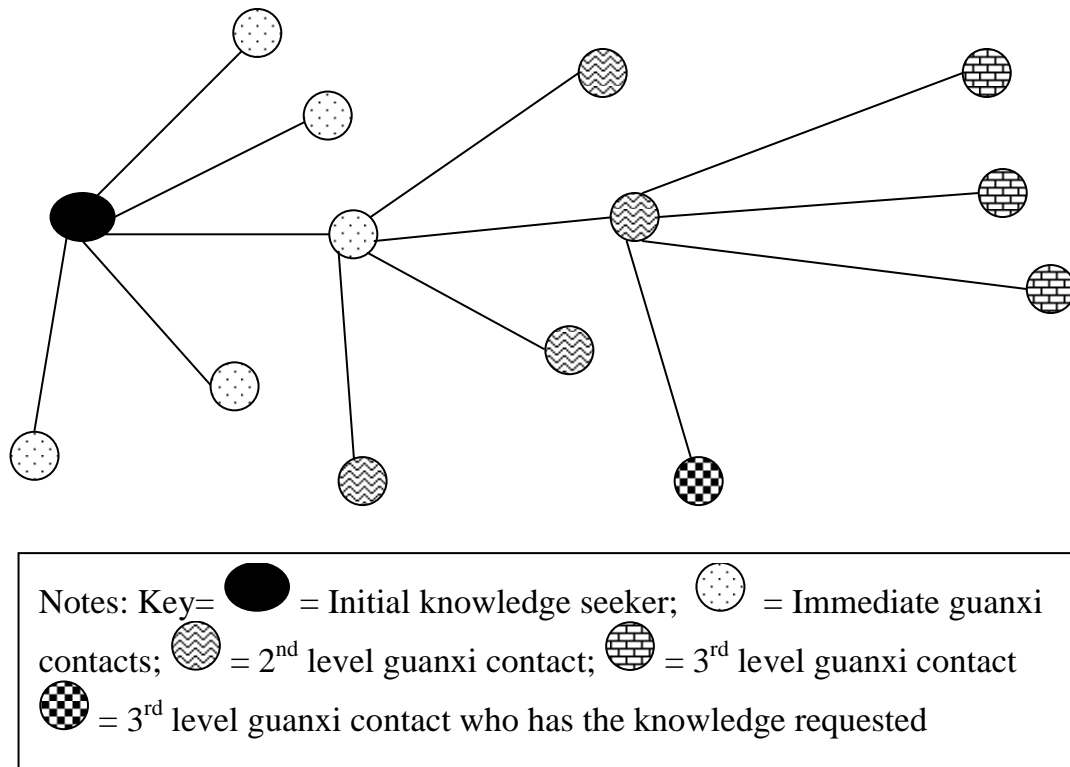 Notes: Key= = Initial knowledge seeker; = Immediate guanxi
contacts; = 2nd level guanxi contact; = 3rd level guanxi contact
= 3rd level guanxi contact who has the knowledge requested